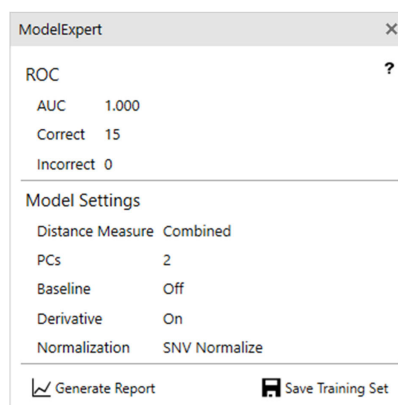 ModelExpert ×
ROC ?
AUC 1.000
Correct 15
Incorrect 0
Model Settings
Distance Measure Combined
PCs 2
Baseline Off
Derivative On
Normalization SNV Normalize
Generate Report Save Training Set